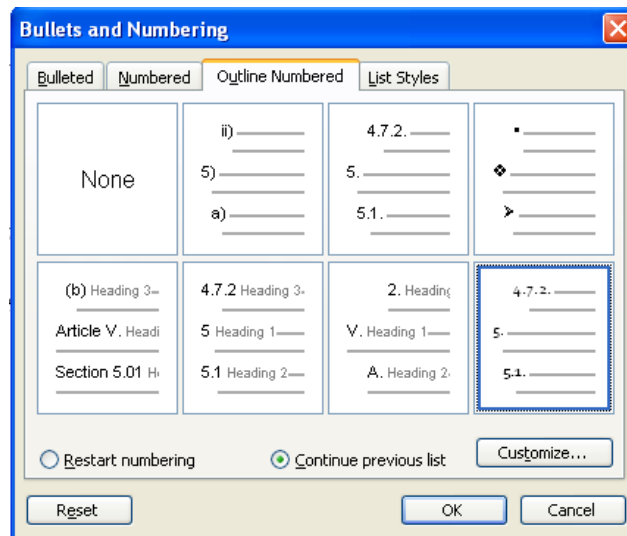 Bullets and Numbering
Bulleted Numbered Outline Numbered List Styles
None
ii)
5)
a)
4.7.2.
5.
5.1.
(b) Heading 3
Article V. Headi
Section 5.01 H
4.7.2 Heading 3
5 Heading 1
5.1 Heading 2
2. Heading
V. Heading 1
A. Heading 2
4.7.2.
5.
5.1.
Restart numbering Continue previous list Customize...
Reset OK Cancel